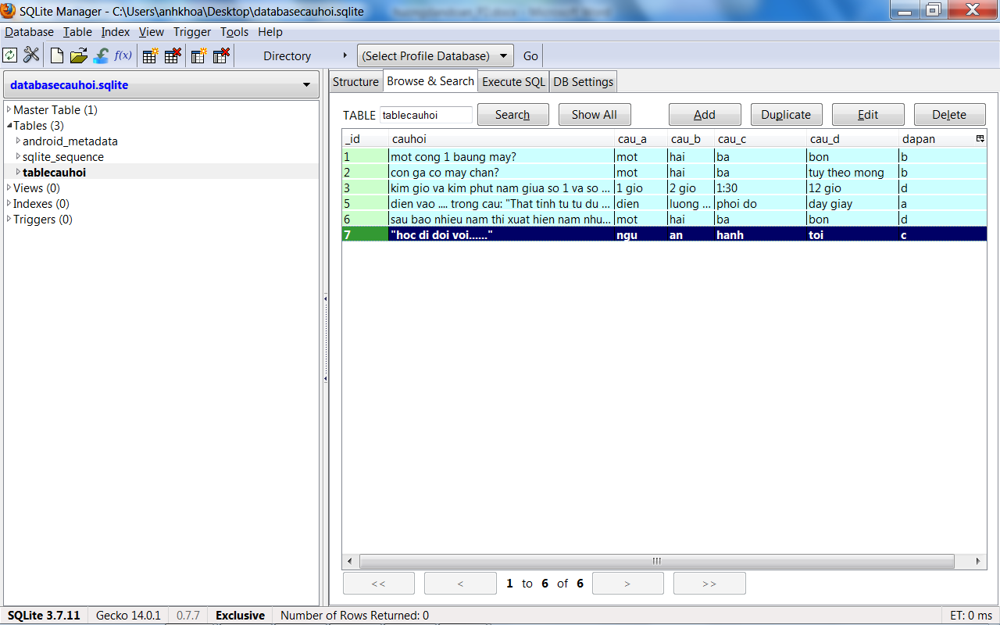 SQLite Manager - C:\Users\anhkhoa\Desktop\databasecauhoi.sqlite
Database Table Index View Trigger Tools Help
f(x) Directory (Select Profile Database) Go
databasecauhoi.sqlite
Master Table (1)
Tables (3)
android_metadata
sqlite_sequence
tablecauhoi
Views (0)
Indexes (0)
Triggers (0)
Structure Browse & Search Execute SQL DB Settings
TABLE tablecauhoi Search Show All Add Duplicate Edit Delete
_id cauhoi cau_a cau_b cau_c cau_d dapan
1 mot cong 1 baung may? mot hai ba bon b
2 con ga co may chan? mot hai ba tuy theo mong b
3 kim gio va kim phut nam giua so 1 va so ... 1 gio 2 gio 1:30 12 gio d
5 dien vao .... trong cau: "That tinh tu tu du ... dien luong ... phoi do day giay a
6 sau bao nhieu nam thi xuat hien nam nhu... mot hai ba bon d
7 "hoc di doi voi......" ngu an hanh toi c
<< < 1 to 6 of 6 > >>
SQLite 3.7.11 Gecko 14.0.1 0.7.7 Exclusive Number of Rows Returned: 0 ET: 0 ms